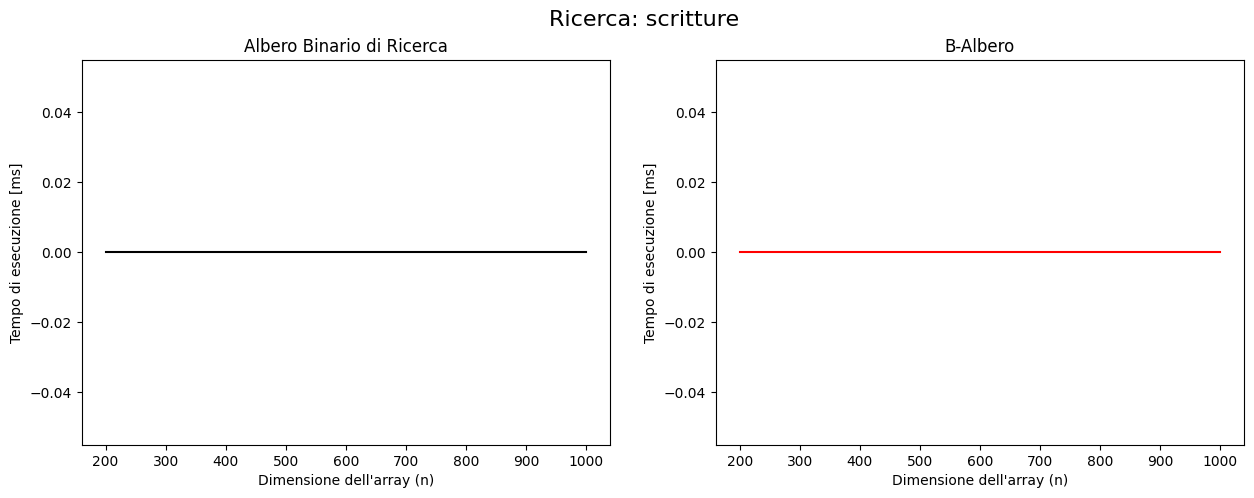 Ricerca: scritture
Albero Binario di Ricerca
Tempo di esecuzione [ms]
0.04
0.02
0.00
−0.02
−0.04
200 300 400 500 600 700 800 900 1000
Dimensione dell'array (n)
B-Albero
Tempo di esecuzione [ms]
0.04
0.02
0.00
−0.02
−0.04
200 300 400 500 600 700 800 900 1000
Dimensione dell'array (n)